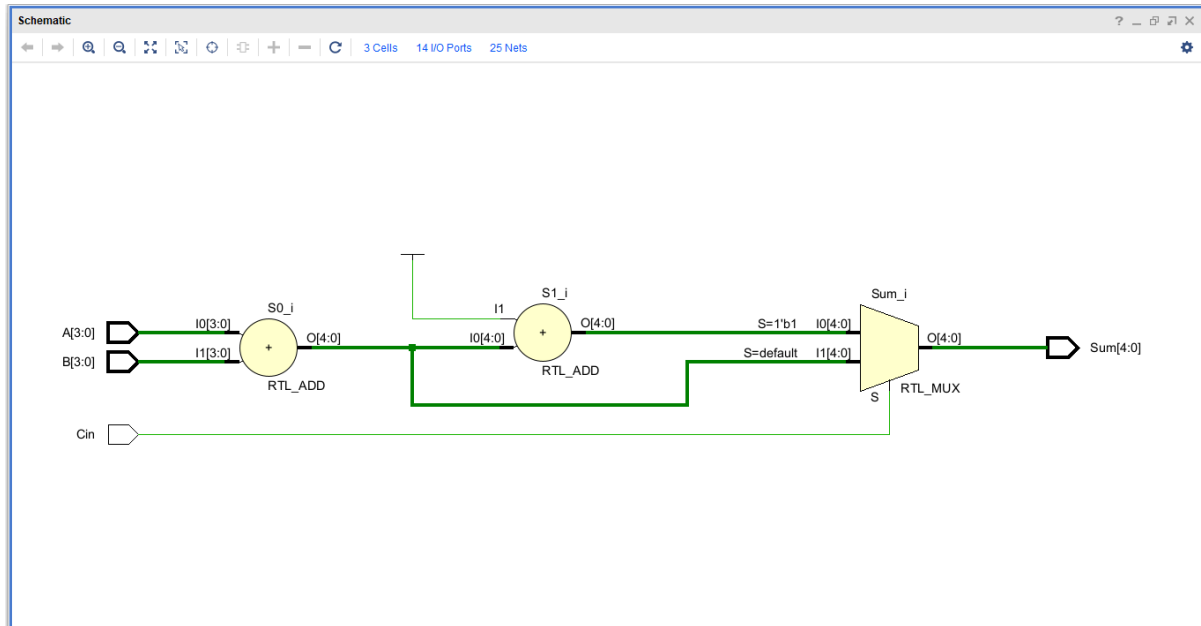 Schematic
3 Cells 14 I/O Ports 25 Nets
S0_i
A[3:0] I0[3:0] O[4:0]
B[3:0] I1[3:0]
+
RTL_ADD
S1_i
I1 O[4:0]
I0[4:0]
+
RTL_ADD
Sum_i
S=1'b1 I0[4:0] O[4:0]
S=default I1[4:0]
S RTL_MUX
Sum[4:0]
Cin